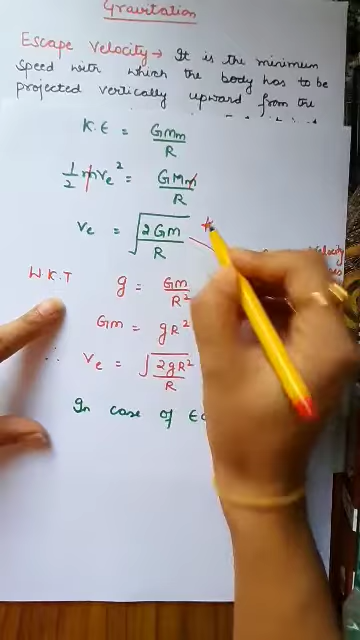 Gravitation
Escape Velocity → It is the minimum
speed with which the body has to be
projected vertically upward from the
K.E = GMm/R
1/2 mve² = GMm/R
ve = √(2Gm/R)
Velocity
W.K.T g = Gm/R²
Gm = gR²
∴ ve = √(2gR²/R)
In case of